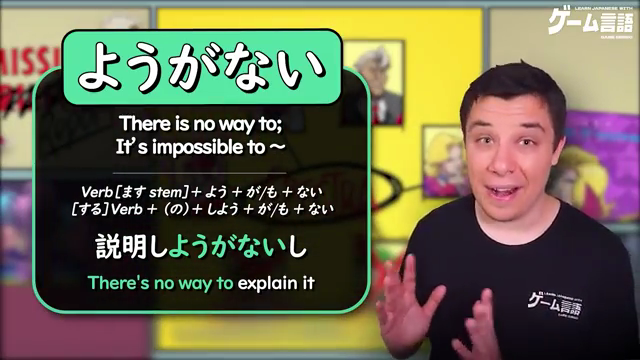 LEARN JAPANESE WITH
ゲーム言語
GAME GENGO
MISSI
ようがない
There is no way to;
It's impossible to ~
Verb [ます stem] + よう + が/も + ない
[する] Verb + (の) + しよう + が/も + ない
説明しようがないし
There's no way to explain it
ゲーム言語